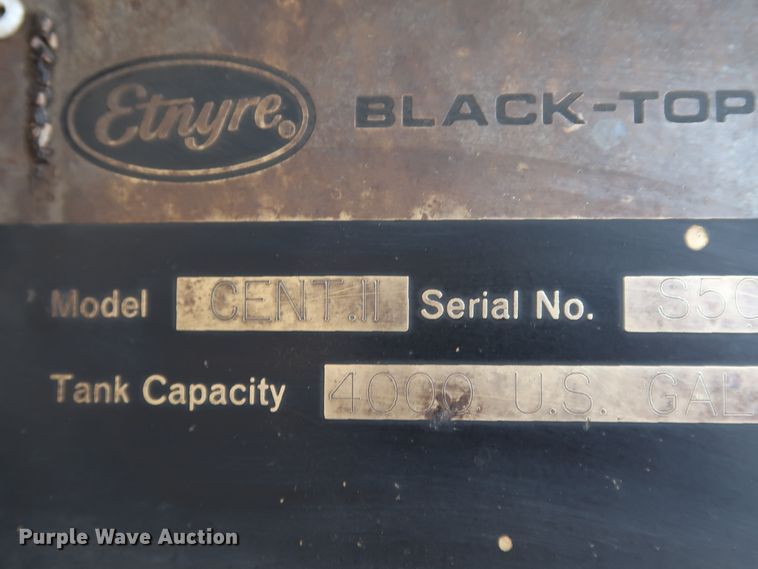 Etnyre® BLACK-TOP
Model CENT.II Serial No.
Tank Capacity 4000 U.S. GAL
Purple Wave Auction